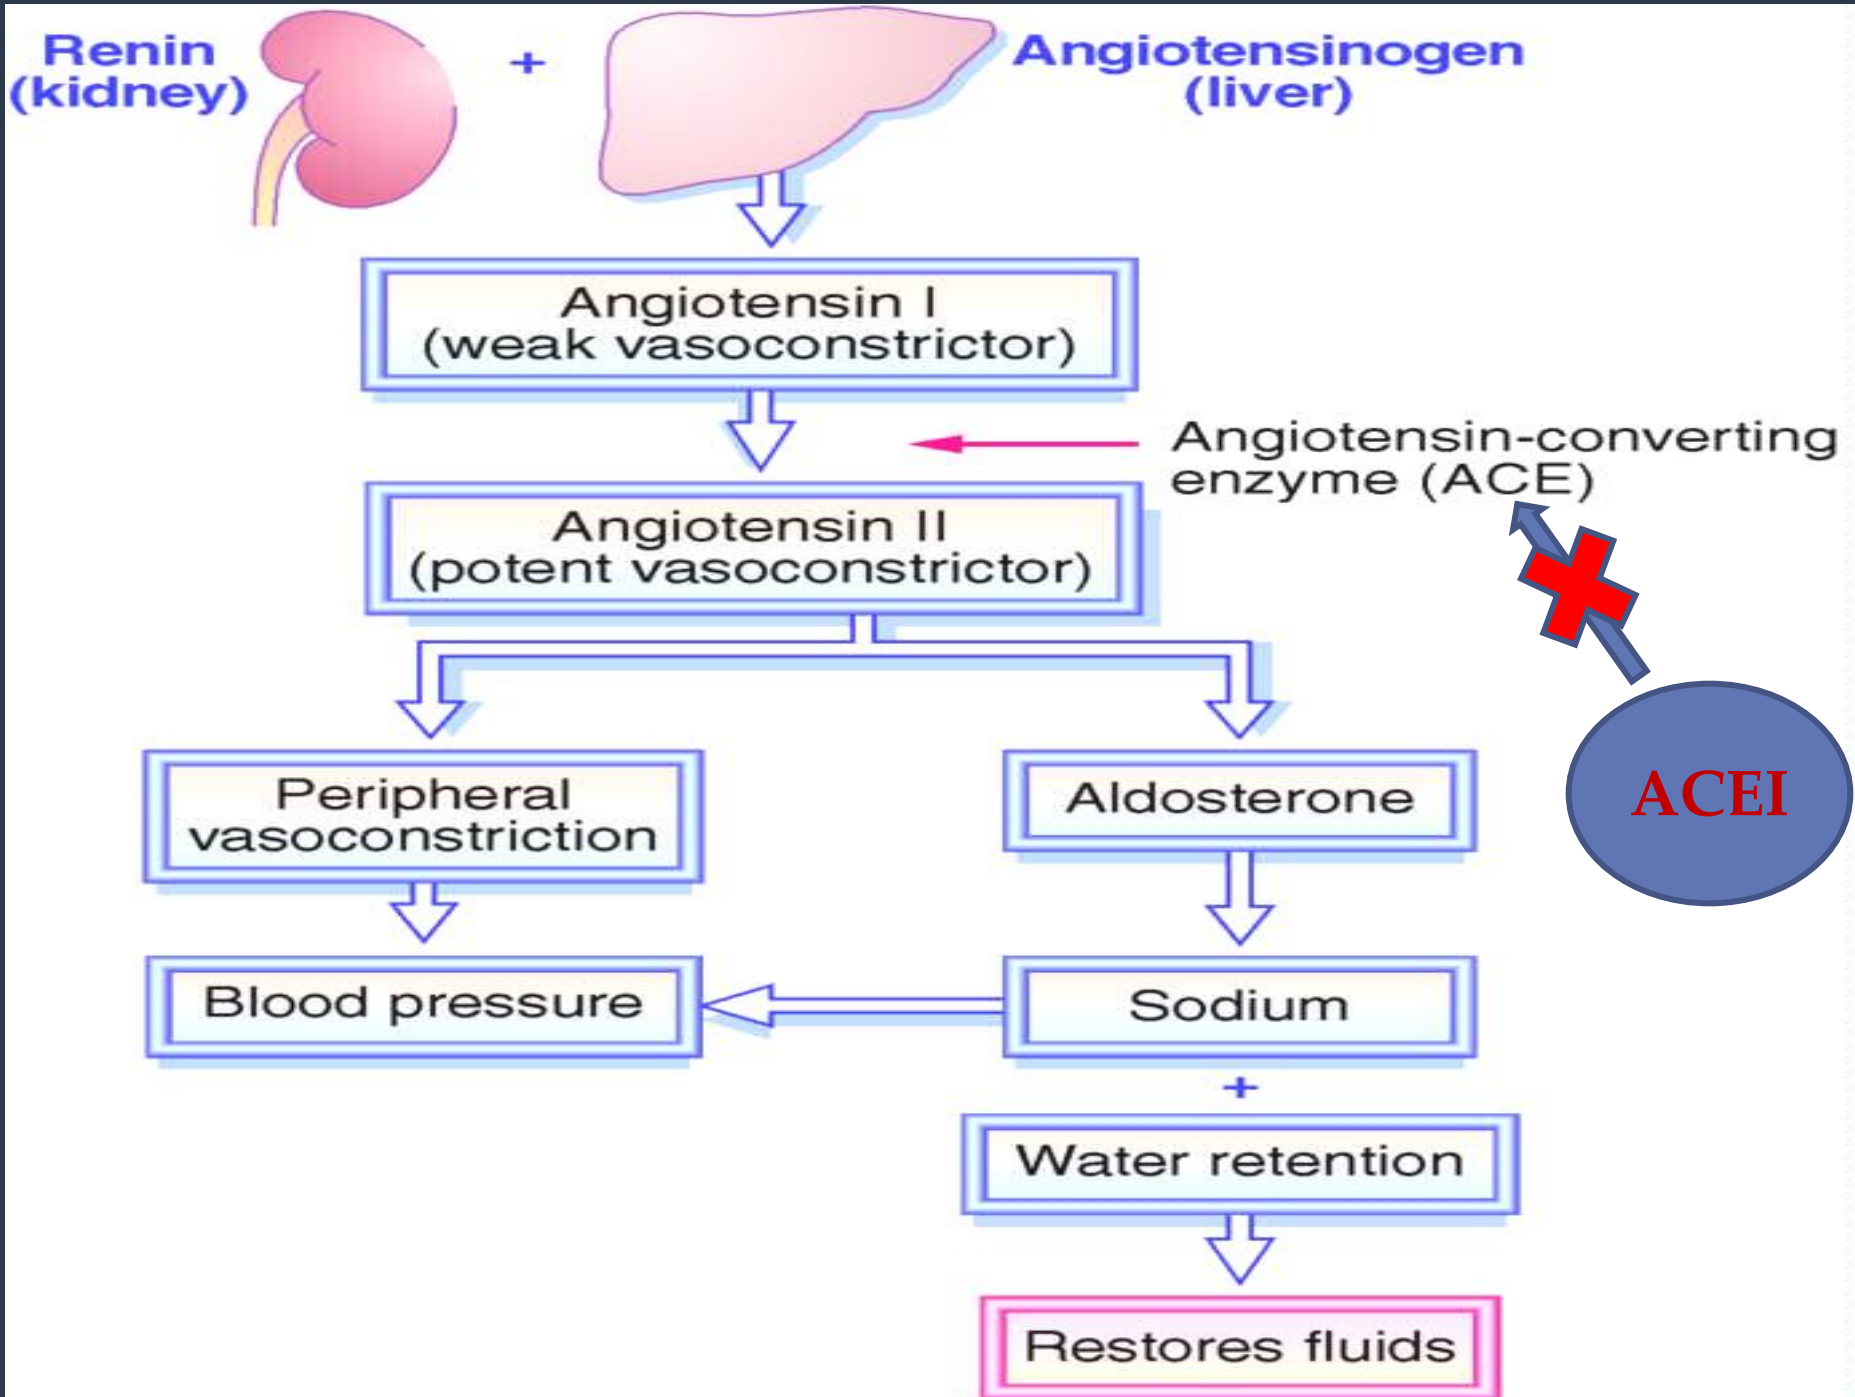 Renin
(kidney)
+
Angiotensinogen
(liver)
Angiotensin I
(weak vasoconstrictor)
Angiotensin-converting
enzyme (ACE)
Angiotensin II
(potent vasoconstrictor)
Peripheral
vasoconstriction
Aldosterone
ACEI
Blood pressure
Sodium
+
Water retention
Restores fluids